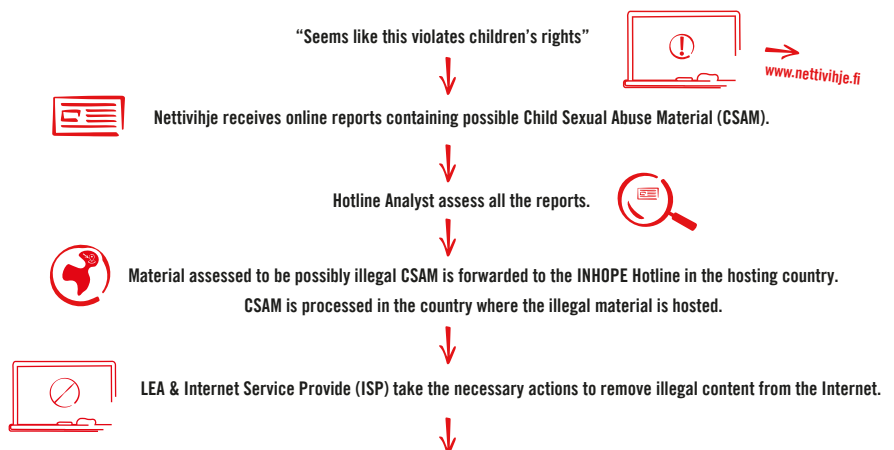 “Seems like this violates children’s rights”
www.nettivihje.fi
Nettivihje receives online reports containing possible Child Sexual Abuse Material (CSAM).
Hotline Analyst assess all the reports.
Material assessed to be possibly illegal CSAM is forwarded to the INHOPE Hotline in the hosting country.
CSAM is processed in the country where the illegal material is hosted.
LEA & Internet Service Provide (ISP) take the necessary actions to remove illegal content from the Internet.